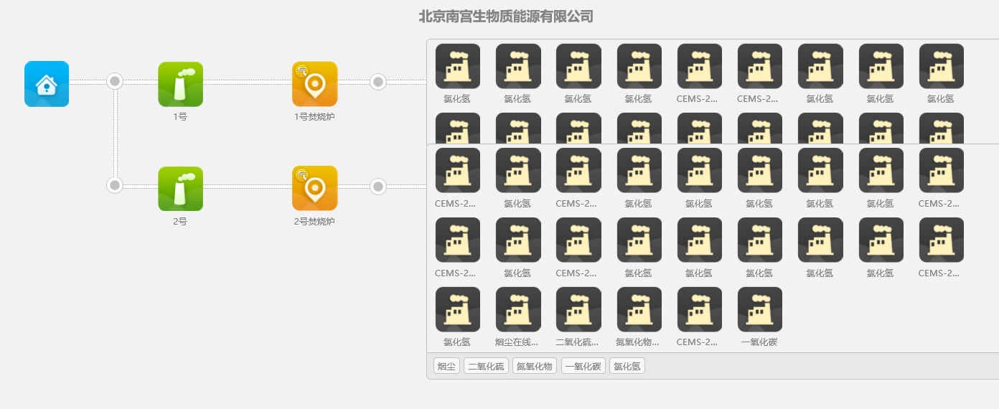 北京南宫生物质能源有限公司
氯化氢 氯化氢 氯化氢 氯化氢 CEMS-2... CEMS-2... 氯化氢 氯化氢 氯化氢
气 气
1号 1号焚烧炉
CEMS-2... 氯化氢 CEMS-2... 氯化氢 氯化氢 氯化氢 氯化氢 氯化氢 CEMS-2...
2号 2号焚烧炉
CEMS-2... 氯化氢 CEMS-2... 氯化氢 氯化氢 氯化氢 氯化氢 氯化氢 CEMS-2...
氯化氢 烟尘在线... 二氧化硫... 氮氧化物... CEMS-2... 一氧化碳
烟尘 二氧化硫 氮氧化物 一氧化碳 氯化氢